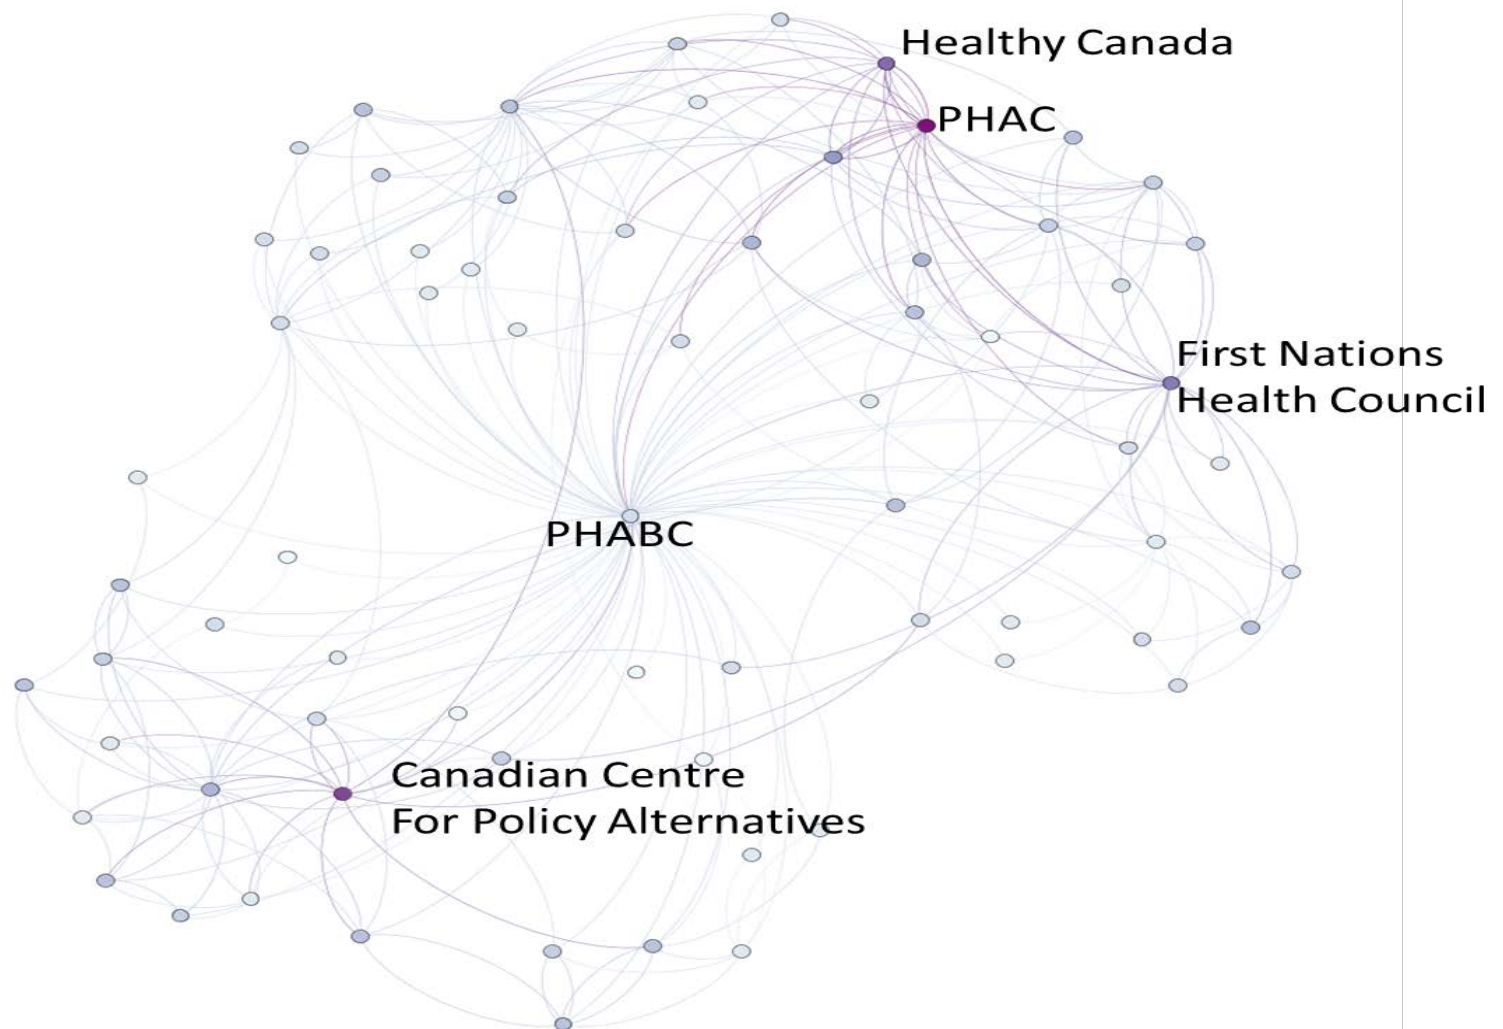 Healthy Canada
PHAC
First Nations
Health Council
PHABC
Canadian Centre
For Policy Alternatives